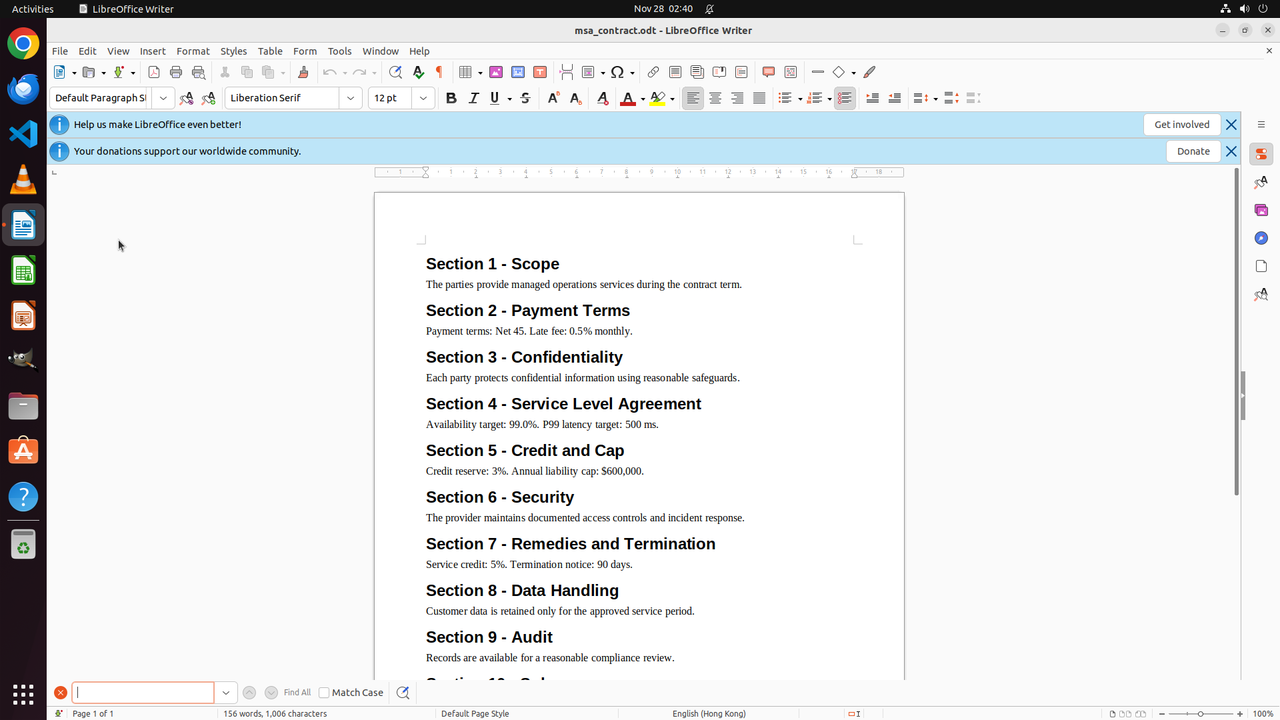 Activities
LibreOffice Writer
Nov 28 02:40
msa_contract.odt - LibreOffice Writer
File Edit View Insert Format Styles Table Form Tools Window Help
Liberation Serif
12 pt
Help us make LibreOffice even better!
Get involved
Your donations support our worldwide community.
Donate
Section 1 - Scope
The parties provide managed operations services during the contract term.
Section 2 - Payment Terms
Payment terms: Net 45. Late fee: 0.5% monthly.
Section 3 - Confidentiality
Each party protects confidential information using reasonable safeguards.
Section 4 - Service Level Agreement
Availability target: 99.0%. P99 latency target: 500 ms.
Section 5 - Credit and Cap
Credit reserve: 3%. Annual liability cap: $600,000.
Section 6 - Security
The provider maintains documented access controls and incident response.
Section 7 - Remedies and Termination
Service credit: 5%. Termination notice: 90 days.
Section 8 - Data Handling
Customer data is retained only for the approved service period.
Section 9 - Audit
Records are available for a reasonable compliance review.
Find All
Match Case
Page 1 of 1
156 words, 1,006 characters
Default Page Style
English (Hong Kong)
100%